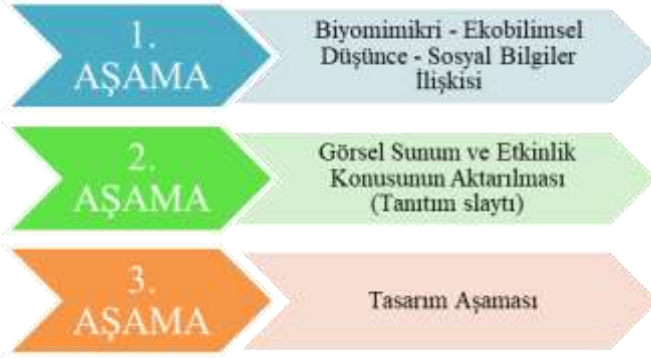 1.
AŞAMA
Biyomimikri - Ekobilimsel
Düşünce - Sosyal Bilgiler
İlişkisi
2.
AŞAMA
Görsel Sunum ve Etkinlik
Konusunun Aktarılması
(Tanıtım slaytı)
3.
AŞAMA
Tasarım Aşaması